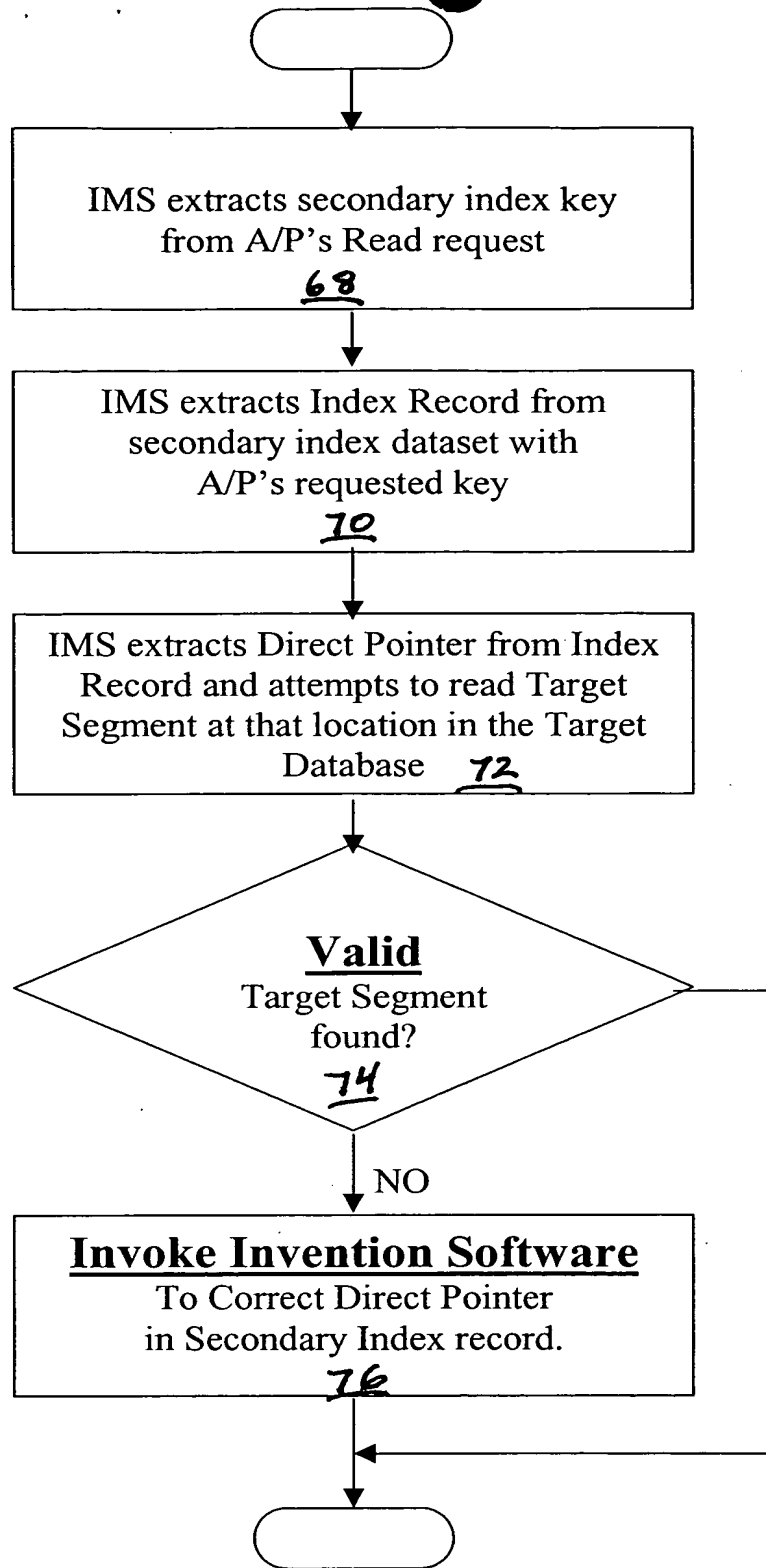 IMS extracts secondary index key
from A/P's Read request
68
IMS extracts Index Record from
secondary index dataset with
A/P's requested key
70
IMS extracts Direct Pointer from Index
Record and attempts to read Target
Segment at that location in the Target
Database 72
Valid
Target Segment
found?
74
NO
Invoke Invention Software
To Correct Direct Pointer
in Secondary Index record.
76